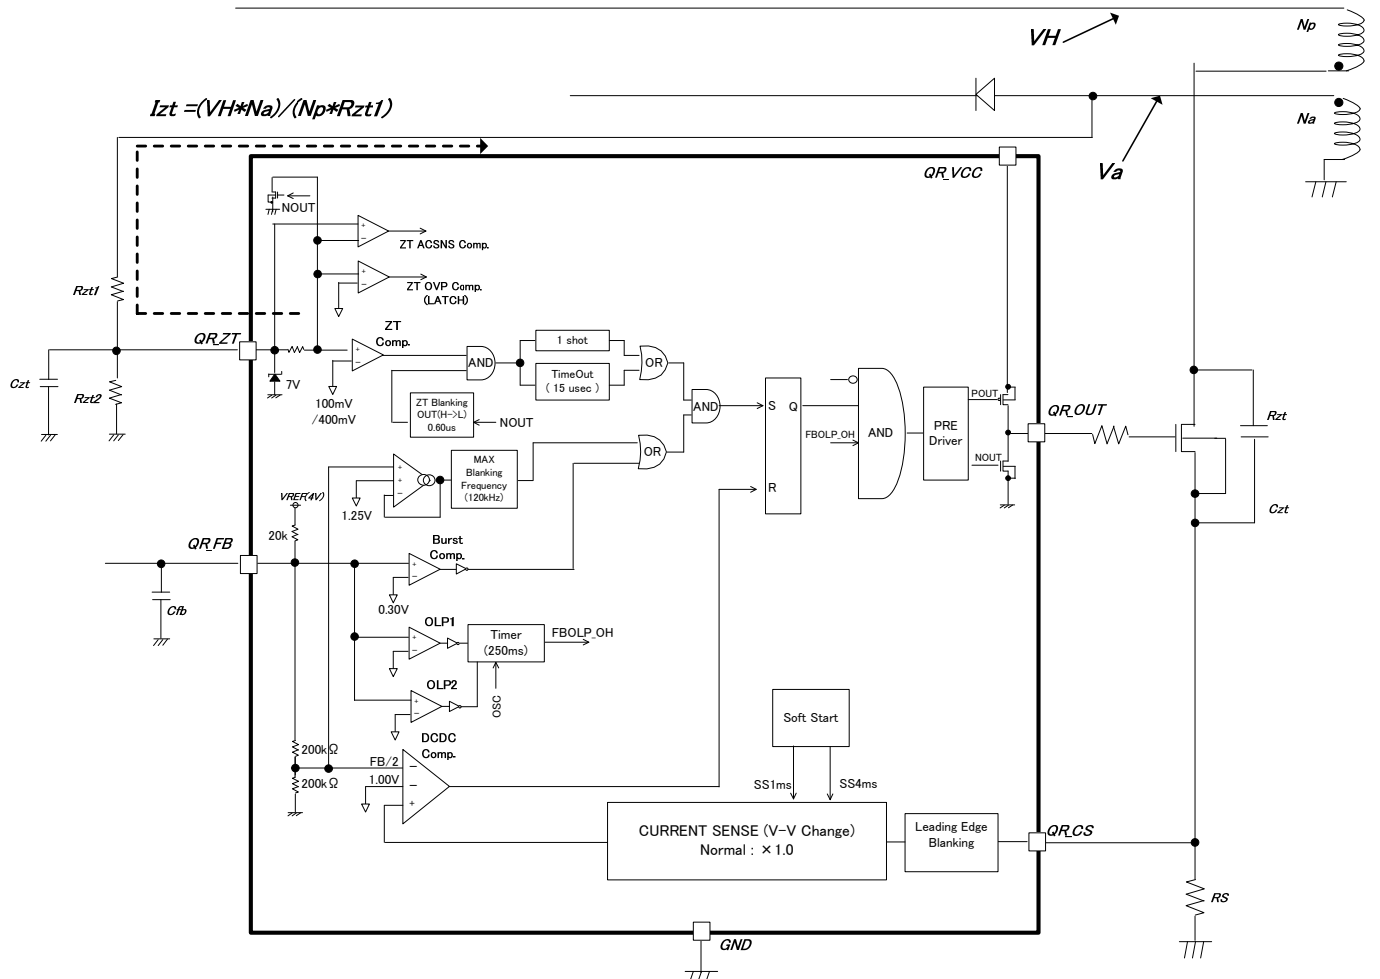 VH
Np
Izt =(VH*Na)/(Np*Rzt1)
Na
Va
QR_VCC
NOUT
+
−
ZT ACSNS Comp.
+
−
ZT OVP Comp.
(LATCH)
Rzt1
QR_ZT
ZT
Comp.
+
−
AND
1 shot
TimeOut
( 15 usec )
OR
Czt
Rzt2
7V
100mV
/400mV
ZT Blanking
OUT(H->L)
0.60us
NOUT
AND
S
Q
R
FBOLP_OH
AND
PRE
Driver
POUT
NOUT
QR_OUT
Rzt
Czt
OR
+
+
−
1.25V
MAX
Blanking
Frequency
(120kHz)
VREF(4V)
20k
QR_FB
Cfb
Burst
Comp.
+
−
0.30V
OLP1
+
−
Timer
(250ms)
FBOLP_OH
OSC
OLP2
+
−
200kΩ
200kΩ
DCDC
Comp.
FB/2
1.00V
−
−
+
Soft Start
SS1ms
SS4ms
CURRENT SENSE (V-V Change)
Normal : ×1.0
Leading Edge
Blanking
QR_CS
RS
GND